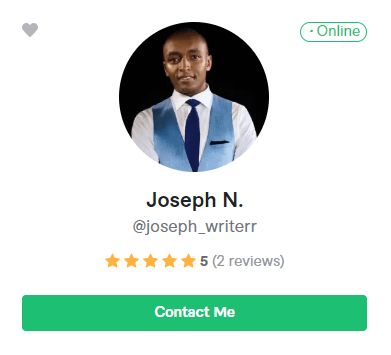 · Online
Joseph N.
@joseph_writerr
5 (2 reviews)
Contact Me